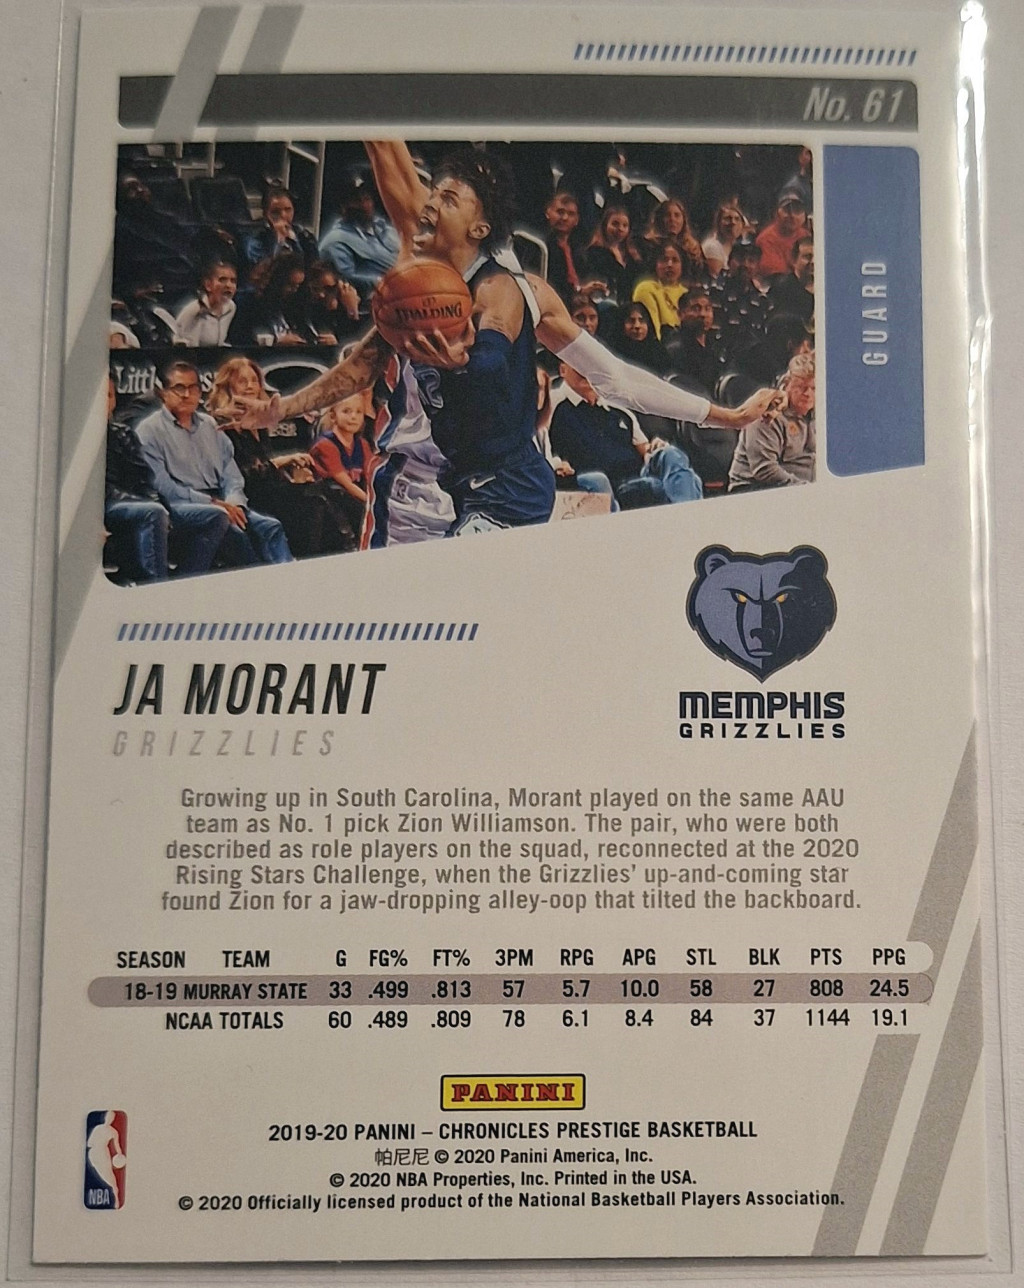 No. 61
SPALDING
GUARD
MEMPHIS
GRIZZLIES
JA MORANT
GRIZZLIES
Growing up in South Carolina, Morant played on the same AAU
team as No. 1 pick Zion Williamson. The pair, who were both
described as role players on the squad, reconnected at the 2020
Rising Stars Challenge, when the Grizzlies' up-and-coming star
found Zion for a jaw-dropping alley-oop that tilted the backboard.
SEASON TEAM G FG% FT% 3PM RPG APG STL BLK PTS PPG
18-19 MURRAY STATE 33 .499 .813 57 5.7 10.0 58 27 808 24.5
NCAA TOTALS 60 .489 .809 78 6.1 8.4 84 37 1144 19.1
PANINI
2019-20 PANINI – CHRONICLES PRESTIGE BASKETBALL
帕尼尼 © 2020 Panini America, Inc.
© 2020 NBA Properties, Inc. Printed in the USA.
© 2020 Officially licensed product of the National Basketball Players Association.
NBA